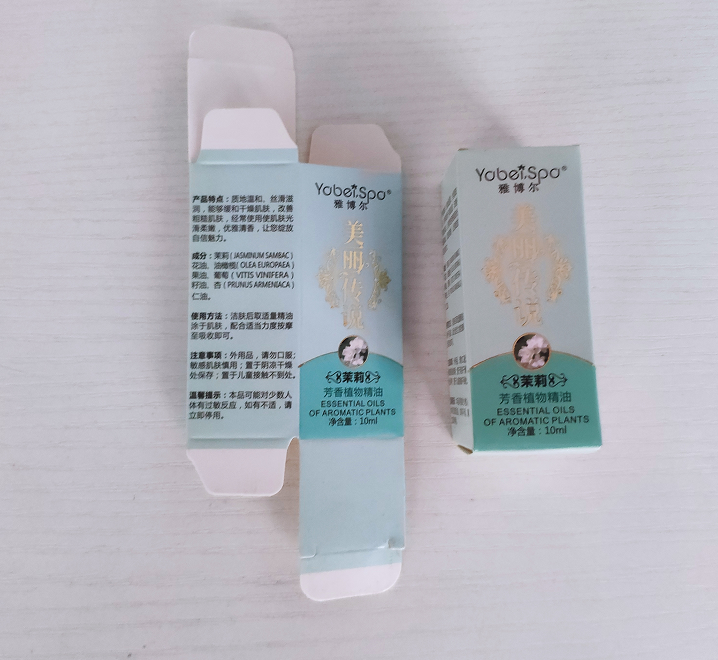 产品特点：质地温和、丝滑滋
润，能够缓和干燥肌肤，改善
粗糙肌肤，经常使用使肌肤光
滑柔嫩，优雅清香，让您绽放
自信魅力。
成分：茉莉(JASMINUM SAMBAC)
花油、油橄榄(OLEA EUROPAEA)
果油、葡萄(VITIS VINIFERA)
籽油、杏(PRUNUS ARMENIACA)
仁油。
使用方法：洁肤后取适量精油
涂于肌肤，配合适当力度按摩
至吸收即可。
注意事项：外用品，请勿口服；
敏感肌肤慎用；置于阴凉干燥
处保存；置于儿童接触不到处。
温馨提示：本品可能对少数人
体有过敏反应，如有不适，请
立即停用。
Yobei.Spa®
雅博尔
美丽传说
茉莉
芳香植物精油
ESSENTIAL OILS
OF AROMATIC PLANTS
净含量：10ml
Yobei.Spa®
雅博尔
美丽传说
茉莉
芳香植物精油
ESSENTIAL OILS
OF AROMATIC PLANTS
净含量：10ml